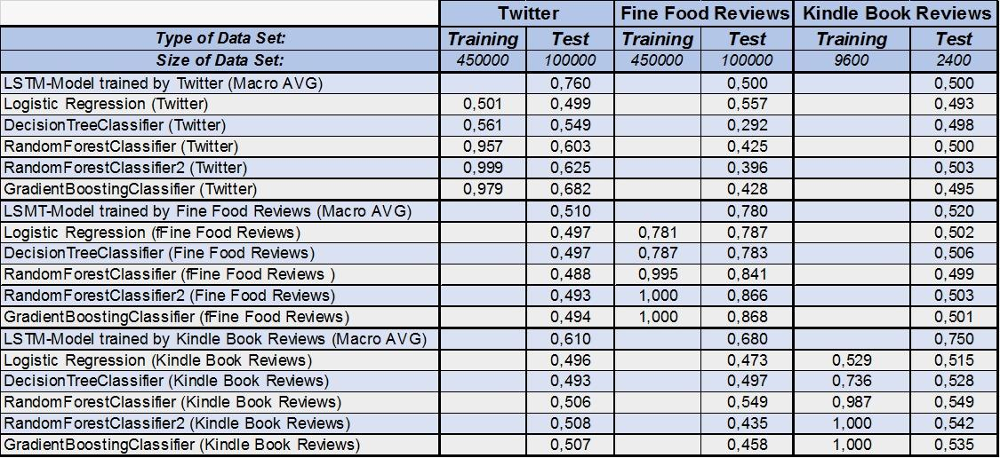 Twitter Fine Food Reviews Kindle Book Reviews
Type of Data Set: Training Test Training Test Training Test
Size of Data Set: 450000 100000 450000 100000 9600 2400
LSTM-Model trained by Twitter (Macro AVG) 0,760 0,500 0,500
Logistic Regression (Twitter) 0,501 0,499 0,557 0,493
DecisionTreeClassifier (Twitter) 0,561 0,549 0,292 0,498
RandomForestClassifier (Twitter) 0,957 0,603 0,425 0,500
RandomForestClassifier2 (Twitter) 0,999 0,625 0,396 0,503
GradientBoostingClassifier (Twitter) 0,979 0,682 0,428 0,495
LSMT-Model trained by Fine Food Reviews (Macro AVG) 0,510 0,780 0,520
Logistic Regression (fFine Food Reviews) 0,497 0,781 0,787 0,502
DecisionTreeClassifier (Fine Food Reviews) 0,497 0,787 0,783 0,506
RandomForestClassifier (fFine Food Reviews ) 0,488 0,995 0,841 0,499
RandomForestClassifier2 (Fine Food Reviews) 0,493 1,000 0,866 0,503
GradientBoostingClassifier (fFine Food Reviews) 0,494 1,000 0,868 0,501
LSTM-Model trained by Kindle Book Reviews (Macro AVG) 0,610 0,680 0,750
Logistic Regression (Kindle Book Reviews) 0,496 0,473 0,529 0,515
DecisionTreeClassifier (Kindle Book Reviews) 0,493 0,497 0,736 0,528
RandomForestClassifier (Kindle Book Reviews) 0,506 0,549 0,987 0,549
RandomForestClassifier2 (Kindle Book Reviews) 0,508 0,435 1,000 0,542
GradientBoostingClassifier (Kindle Book Reviews) 0,507 0,458 1,000 0,535